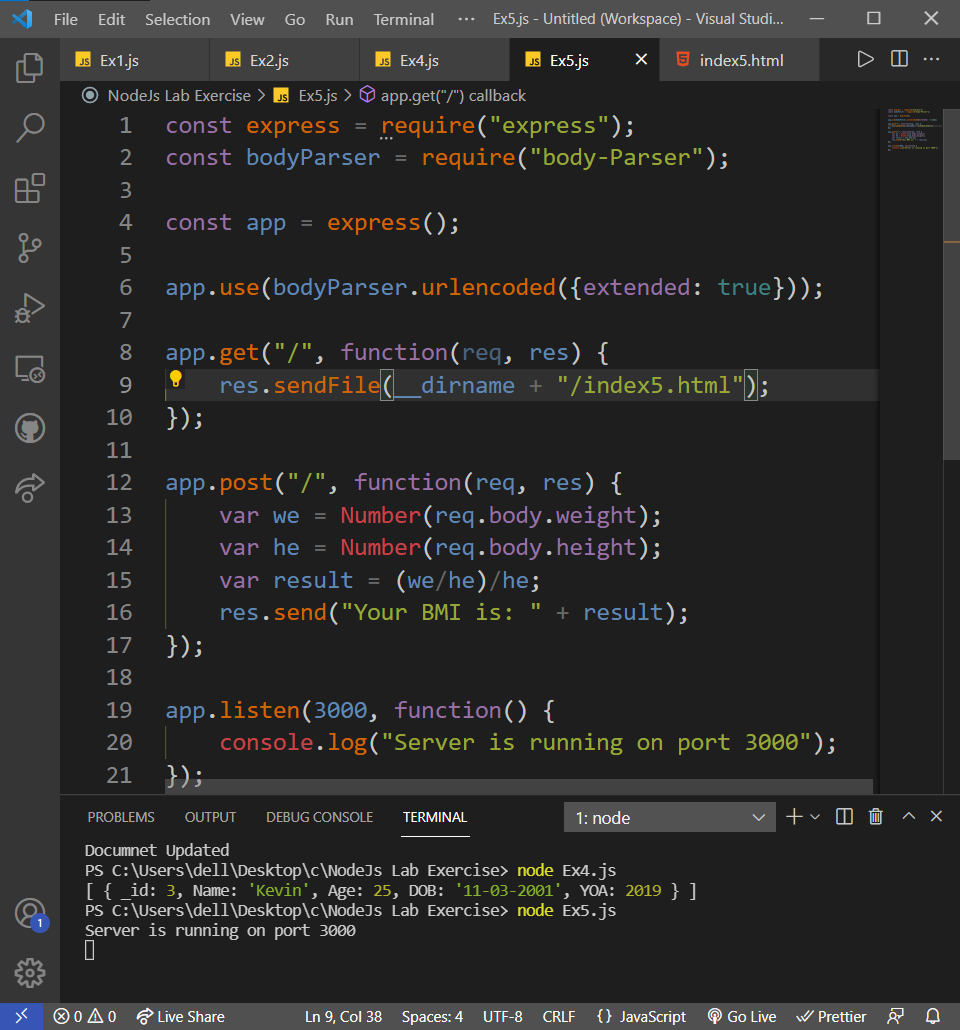 File Edit Selection View Go Run Terminal ··· Ex5.js - Untitled (Workspace) - Visual Studi...
JS Ex1.js JS Ex2.js JS Ex4.js JS Ex5.js index5.html
NodeJs Lab Exercise > JS Ex5.js > app.get("/") callback
1 const express = require("express");
2 const bodyParser = require("body-Parser");
3
4 const app = express();
5
6 app.use(bodyParser.urlencoded({extended: true}));
7
8 app.get("/", function(req, res) {
9 res.sendFile(__dirname + "/index5.html");
10 });
11
12 app.post("/", function(req, res) {
13 var we = Number(req.body.weight);
14 var he = Number(req.body.height);
15 var result = (we/he)/he;
16 res.send("Your BMI is: " + result);
17 });
18
19 app.listen(3000, function() {
20 console.log("Server is running on port 3000");
21 });
PROBLEMS OUTPUT DEBUG CONSOLE TERMINAL 1: node
Documnet Updated
PS C:\Users\dell\Desktop\c\NodeJs Lab Exercise> node Ex4.js
[ { _id: 3, Name: 'Kevin', Age: 25, DOB: '11-03-2001', YOA: 2019 } ]
PS C:\Users\dell\Desktop\c\NodeJs Lab Exercise> node Ex5.js
Server is running on port 3000
1
0 0 Live Share Ln 9, Col 38 Spaces: 4 UTF-8 CRLF {} JavaScript Go Live Prettier